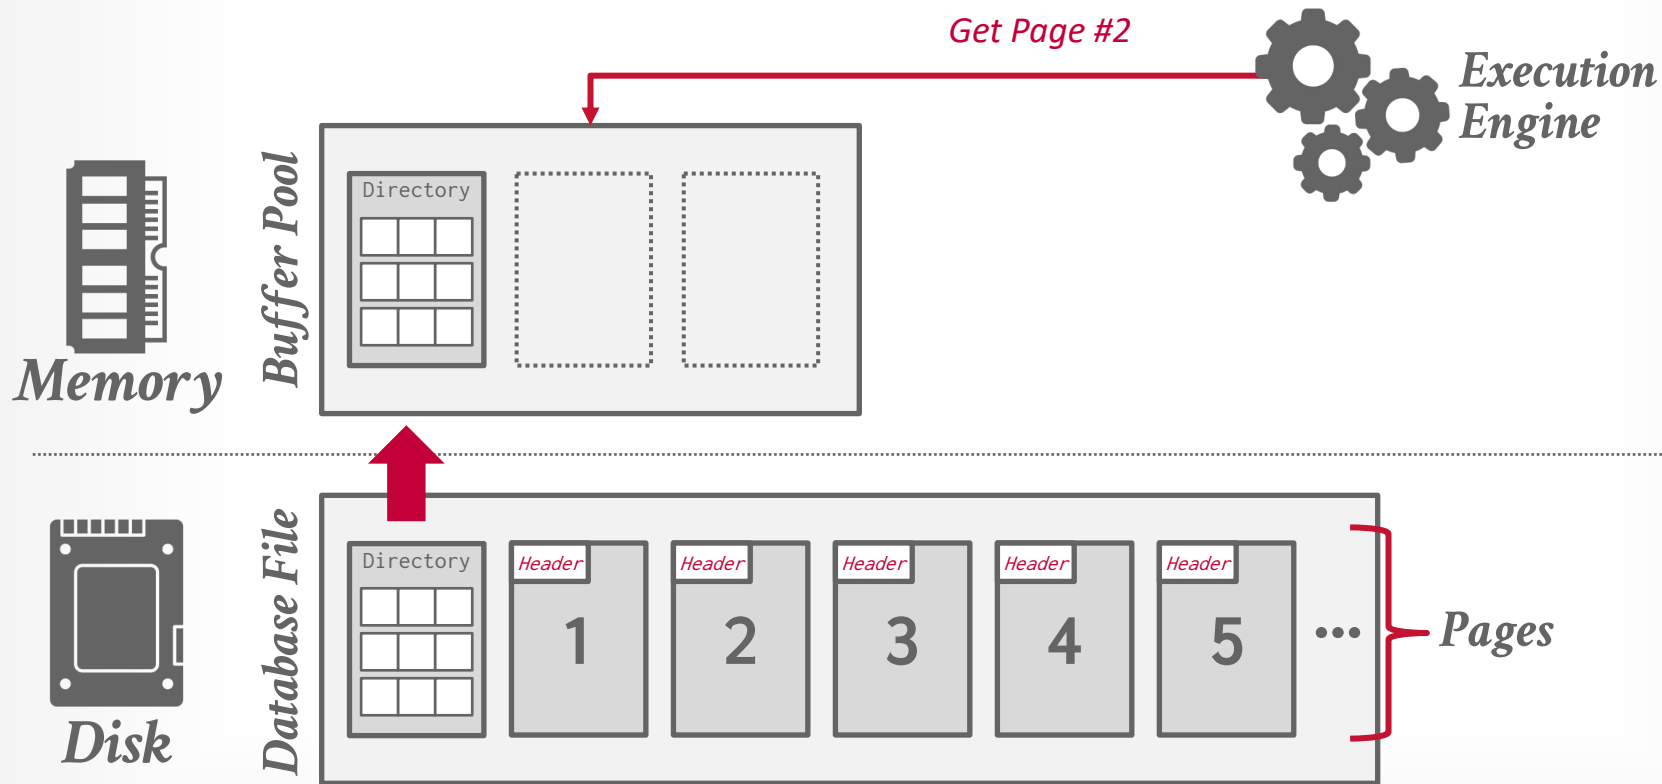 Get Page #2
Execution
Engine
Buffer Pool
Directory
Memory
Database File
Directory
Header
Header
Header
Header
Header
1
2
3
4
5
...
Pages
Disk